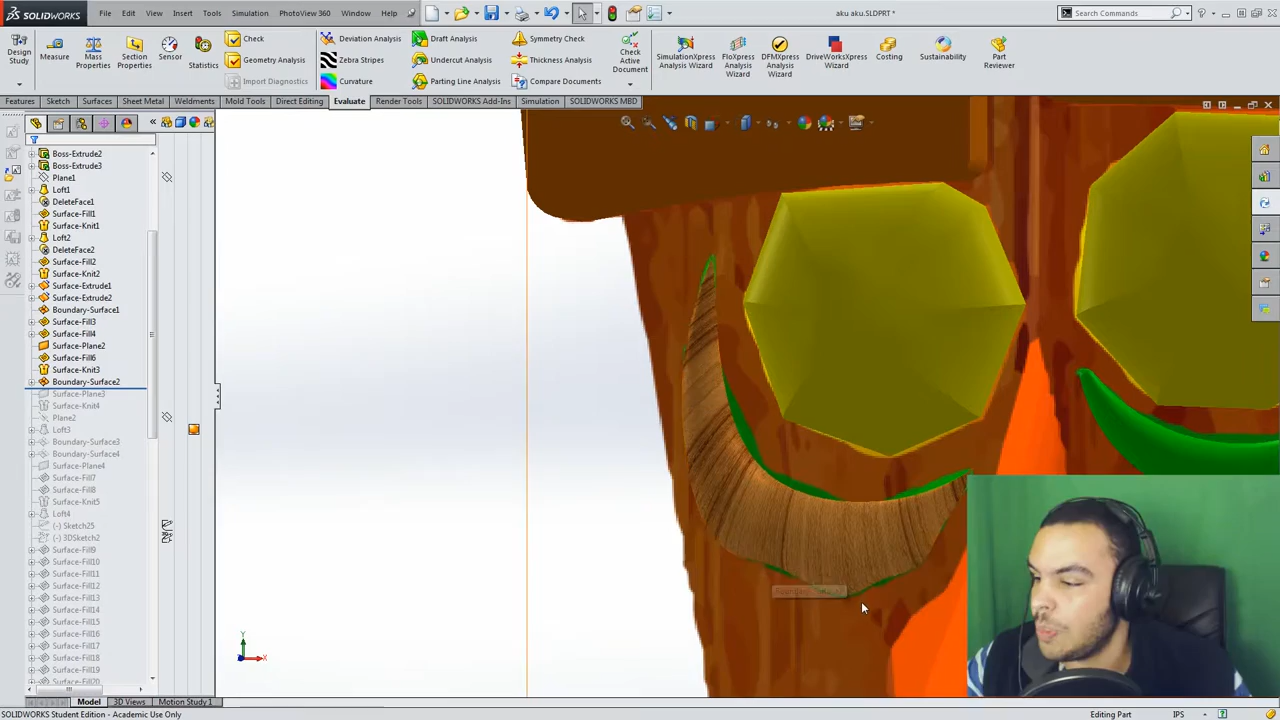 SOLIDWORKS
File
Edit
View
Insert
Tools
Simulation
PhotoView 360
Window
Help
aku aku.SLDPRT *
Search Commands
Design Study
Measure
Mass Properties
Section Properties
Sensor
Statistics
Check
Geometry Analysis
Import Diagnostics
Deviation Analysis
Zebra Stripes
Curvature
Draft Analysis
Undercut Analysis
Parting Line Analysis
Symmetry Check
Thickness Analysis
Compare Documents
Check Active Document
SimulationXpress Analysis Wizard
FloXpress Analysis Wizard
DFMXpress Analysis Wizard
DriveWorksXpress Wizard
Costing
Sustainability
Part Reviewer
Features
Sketch
Surfaces
Sheet Metal
Weldments
Mold Tools
Direct Editing
Evaluate
Render Tools
SOLIDWORKS Add-Ins
Simulation
SOLIDWORKS MBD
Boss-Extrude2
Boss-Extrude3
Plane1
Loft1
DeleteFace1
Surface-Fill1
Surface-Knit1
Loft2
DeleteFace2
Surface-Fill2
Surface-Knit2
Surface-Extrude1
Surface-Extrude2
Boundary-Surface1
Surface-Fill3
Surface-Fill4
Surface-Plane2
Surface-Fill6
Surface-Knit3
Boundary-Surface2
Surface-Plane3
Surface-Knit4
Plane2
Loft3
Boundary-Surface3
Boundary-Surface4
Surface-Plane4
Surface-Fill7
Surface-Fill8
Surface-Knit5
Loft4
(-) Sketch25
(-) 3DSketch2
Surface-Fill9
Surface-Fill10
Surface-Fill11
Surface-Fill12
Surface-Fill13
Surface-Fill14
Surface-Fill15
Surface-Fill16
Surface-Fill17
Surface-Fill18
Surface-Fill19
Surface-Fill20
Y
X
Model
3D Views
Motion Study 1
SOLIDWORKS Student Edition - Academic Use Only
Editing Part
IPS